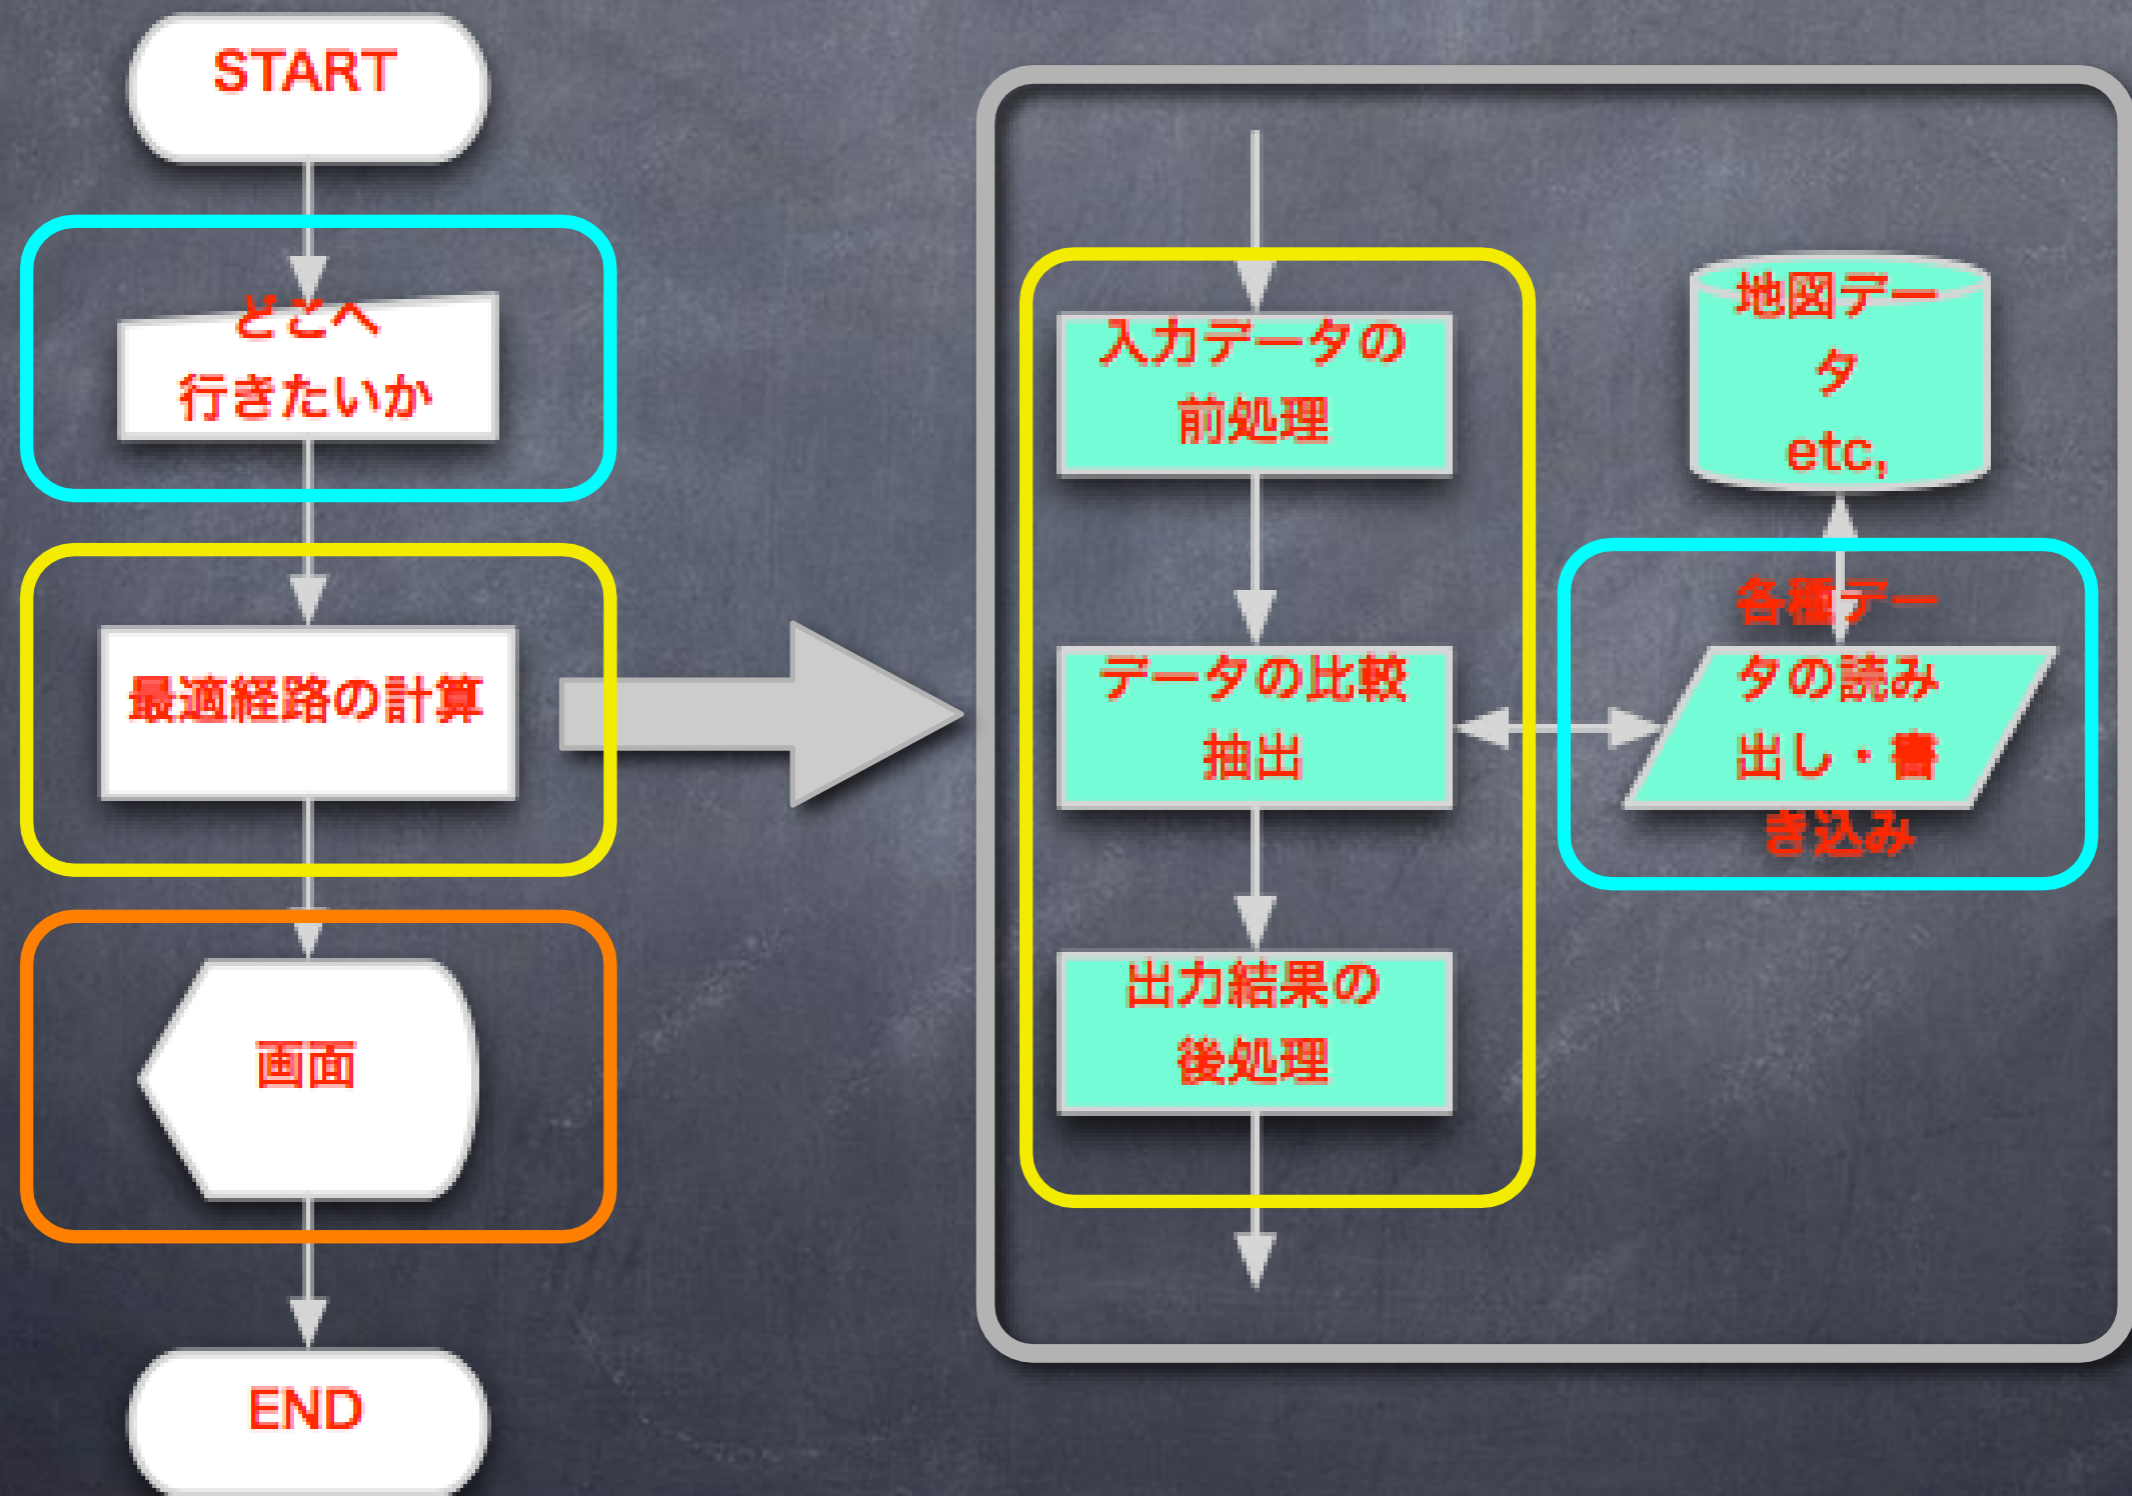 START
どこへ
行きたいか
最適経路の計算
画面
END
入力データの
前処理
データの比較
抽出
出力結果の
後処理
地図デー
タ
etc,
各種デー
タの読み
出し・書
き込み